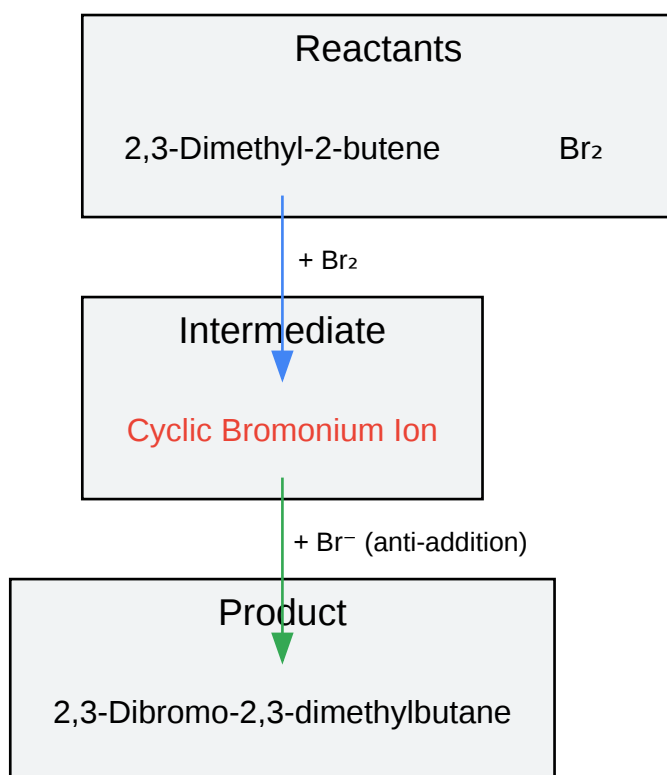 Reactants
2,3-Dimethyl-2-butene Br₂
+ Br₂
Intermediate
Cyclic Bromonium Ion
+ Br⁻ (anti-addition)
Product
2,3-Dibromo-2,3-dimethylbutane